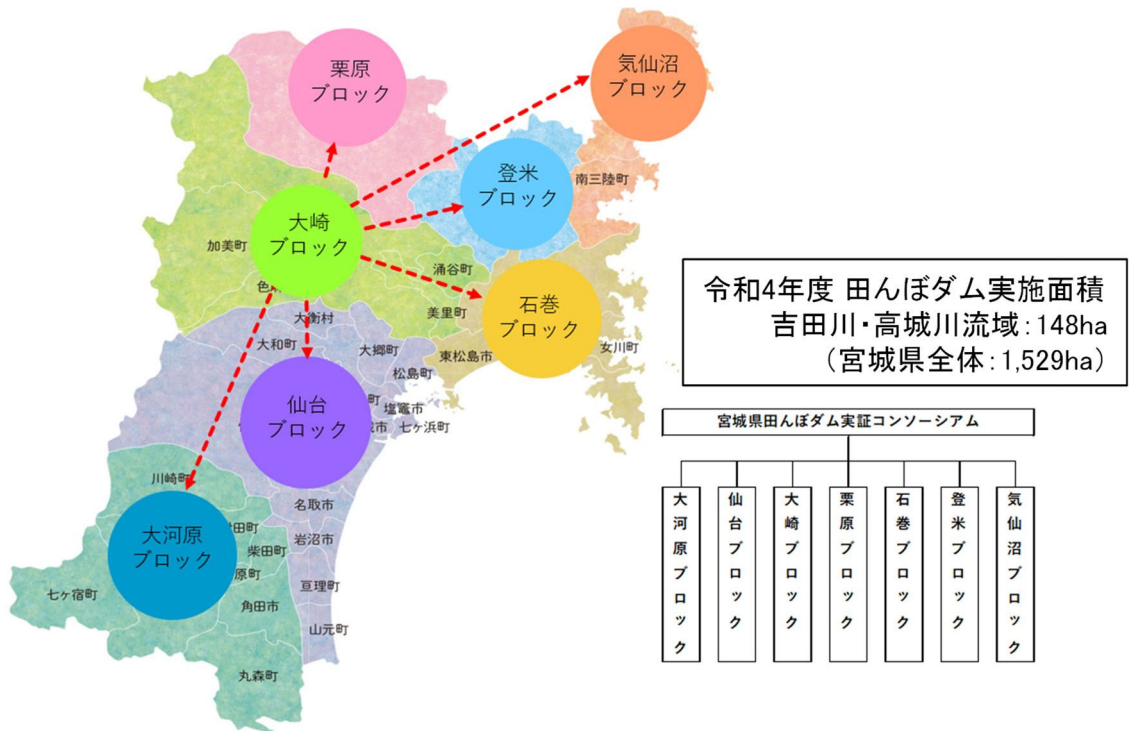 栗原
ブロック
気仙沼
ブロック
登米
ブロック
南三陸町
大崎
ブロック
加美町
涌谷町
石巻
ブロック
美里町
大衡村
大和町
大郷町
東松島市
女川町
松島町
仙台
ブロック
塩竈市
七ヶ浜町
川崎町
名取市
大河原
ブロック
岩沼市
柴田町
亘理町
七ヶ宿町
角田市
山元町
丸森町
令和4年度 田んぼダム実施面積
吉田川・高城川流域:148ha
(宮城県全体:1,529ha)
宮城県田んぼダム実証コンソーシアム
大河原ブロック
仙台ブロック
大崎ブロック
栗原ブロック
石巻ブロック
登米ブロック
気仙沼ブロック